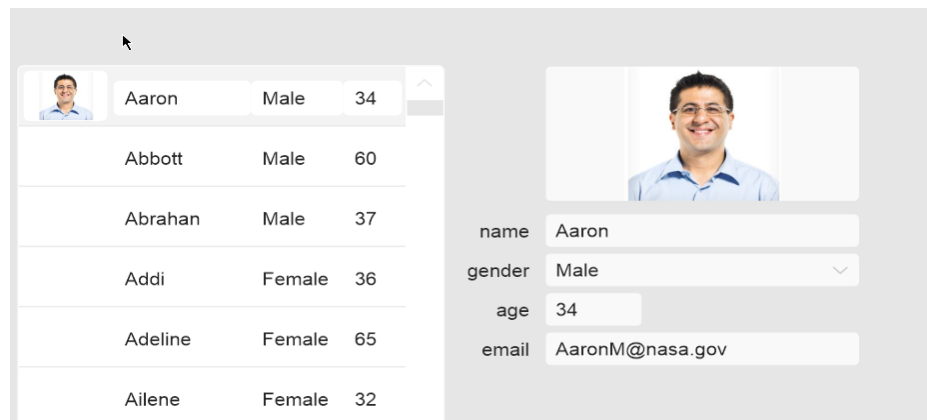 Aaron Male 34
Abbott Male 60
Abrahan Male 37
Addi Female 36
Adeline Female 65
Ailene Female 32
name Aaron
gender Male
age 34
email AaronM@nasa.gov